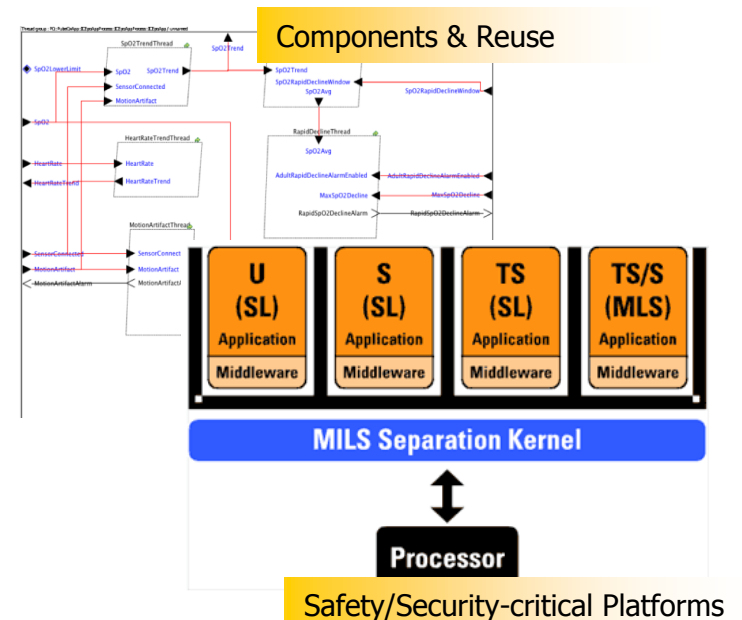 Components & Reuse
SpO2TrendThread
SpO2Trend
SpO2LowerLimit
SpO2 SpO2Trend
SensorConnected
MotionArtifact
SpO2Trend
SpO2RapidDeclineWindow
SpO2Avg
SpO2RapidDeclineWindow
SpO2
HeartRateTrendThread
HeartRate HeartRate
HeartRateTrend HeartRateTrend
RapidDeclineThread
SpO2Avg
AdultRapidDeclineAlarmEnabled AdultRapidDeclineAlarmEnabled
MaxSpO2Decline MaxSpO2Decline
RapidSpO2DeclineAlarm RapidSpO2DeclineAlarm
MotionArtifactThread
SensorConnected SensorConnect
MotionArtifact MotionArtifact
MotionArtifactAlarm MotionArtifactA
U S TS TS/S
(SL) (SL) (SL) (MLS)
Application Application Application Application
Middleware Middleware Middleware Middleware
MILS Separation Kernel
Processor
Safety/Security-critical Platforms